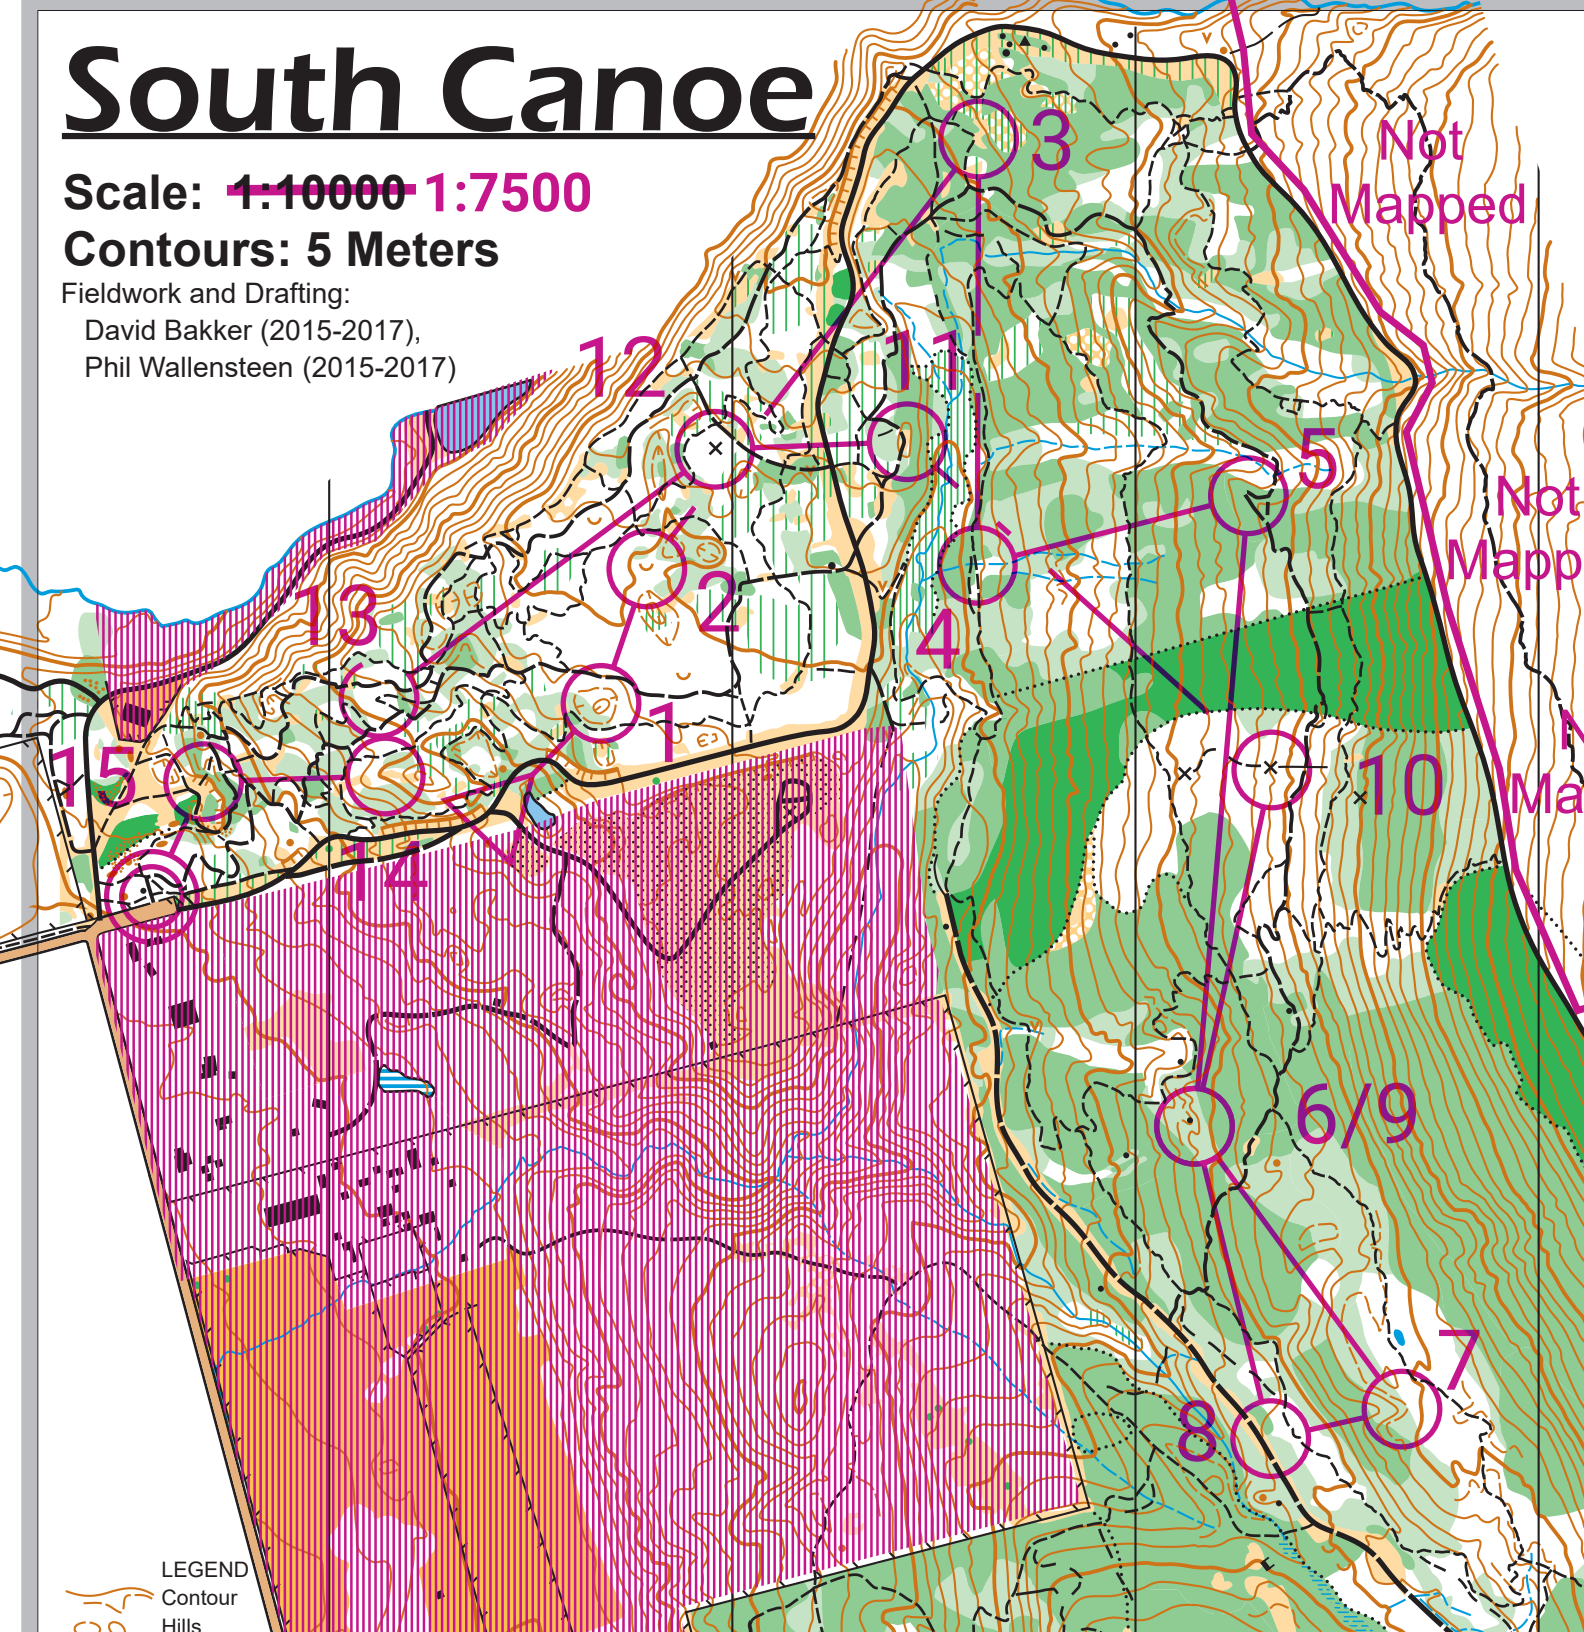 South Canoe
Scale: 1:10000 1:7500
Contours: 5 Meters
Fieldwork and Drafting:
David Bakker (2015-2017),
Phil Wallensteen (2015-2017)
Not
Mapped
3
12
11
5
Not
Mapp
13
2
4
1
N
Ma
15
10
14
6/9
7
8
LEGEND
Contour
Hills